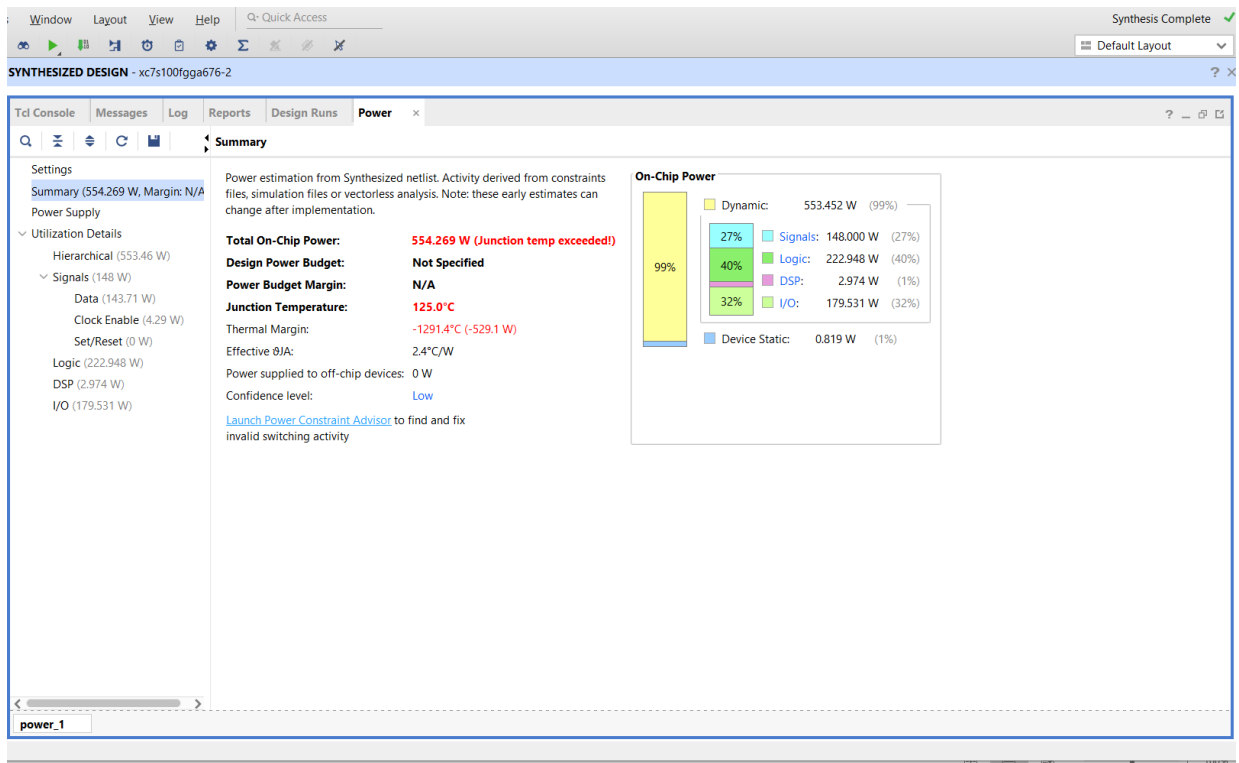 Window Layout View Help Quick Access Synthesis Complete
Default Layout
SYNTHESIZED DESIGN - xc7s100fgga676-2
Tcl Console Messages Log Reports Design Runs Power
Summary
Settings
Summary (554.269 W, Margin: N/A
Power Supply
Utilization Details
Hierarchical (553.46 W)
Signals (148 W)
Data (143.71 W)
Clock Enable (4.29 W)
Set/Reset (0 W)
Logic (222.948 W)
DSP (2.974 W)
I/O (179.531 W)
Power estimation from Synthesized netlist. Activity derived from constraints
files, simulation files or vectorless analysis. Note: these early estimates can
change after implementation.
Total On-Chip Power: 554.269 W (Junction temp exceeded!)
Design Power Budget: Not Specified
Power Budget Margin: N/A
Junction Temperature: 125.0°C
Thermal Margin: -1291.4°C (-529.1 W)
Effective ϑJA: 2.4°C/W
Power supplied to off-chip devices: 0 W
Confidence level: Low
Launch Power Constraint Advisor to find and fix
invalid switching activity
On-Chip Power
99%
Dynamic: 553.452 W (99%)
27% Signals: 148.000 W (27%)
40% Logic: 222.948 W (40%)
DSP: 2.974 W (1%)
32% I/O: 179.531 W (32%)
Device Static: 0.819 W (1%)
power_1